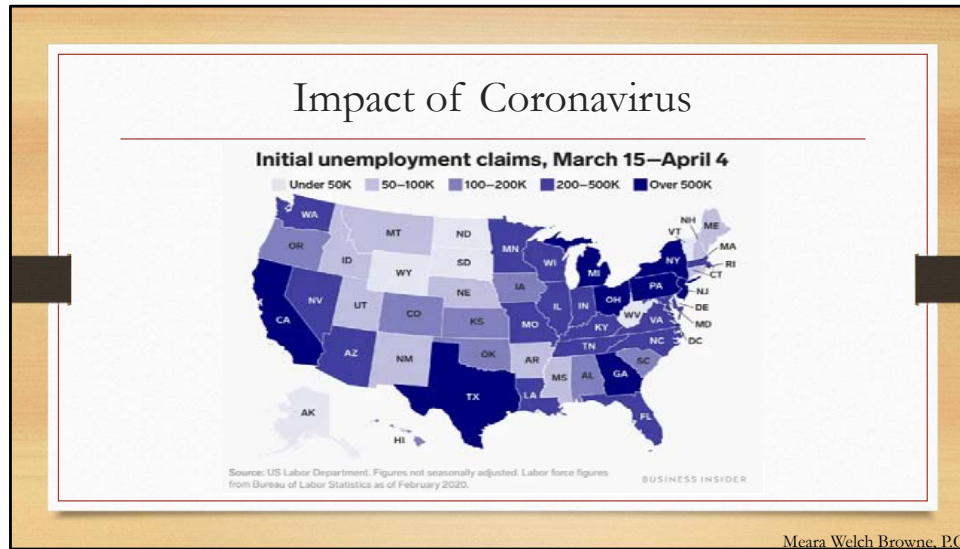 Impact of Coronavirus
Initial unemployment claims, March 15—April 4
Under 50K 50—100K 100—200K 200—500K Over 500K
WA
OR
CA
NV
ID
MT
WY
UT
AZ
CO
NM
ND
SD
NE
KS
OK
TX
MN
IA
MO
AR
LA
WI
IL
MI
IN
OH
KY
TN
MS
AL
GA
FL
SC
NC
VA
WV
PA
NY
VT
NH
ME
MA
RI
CT
NJ
DE
MD
DC
AK
HI
Source: US Labor Department. Figures not seasonally adjusted. Labor force figures
from Bureau of Labor Statistics as of February 2020.
BUSINESS INSIDER
Meara Welch Browne, P.C